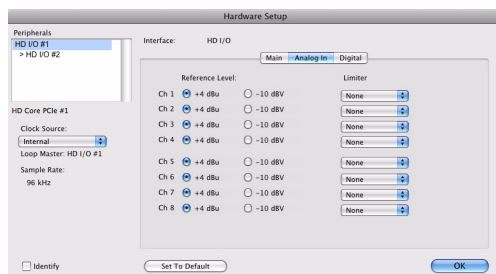 Hardware Setup
Peripherals
HD I/O #1
> HD I/O #2
HD Core PCIe #1
Clock Source:
Internal
Loop Master: HD I/O #1
Sample Rate:
96 kHz
Identify
Interface: HD I/O
Main Analog In Digital
Reference Level: Limiter
Ch 1 +4 dBu -10 dBV None
Ch 2 +4 dBu -10 dBV None
Ch 3 +4 dBu -10 dBV None
Ch 4 +4 dBu -10 dBV None
Ch 5 +4 dBu -10 dBV None
Ch 6 +4 dBu -10 dBV None
Ch 7 +4 dBu -10 dBV None
Ch 8 +4 dBu -10 dBV None
Set To Default OK